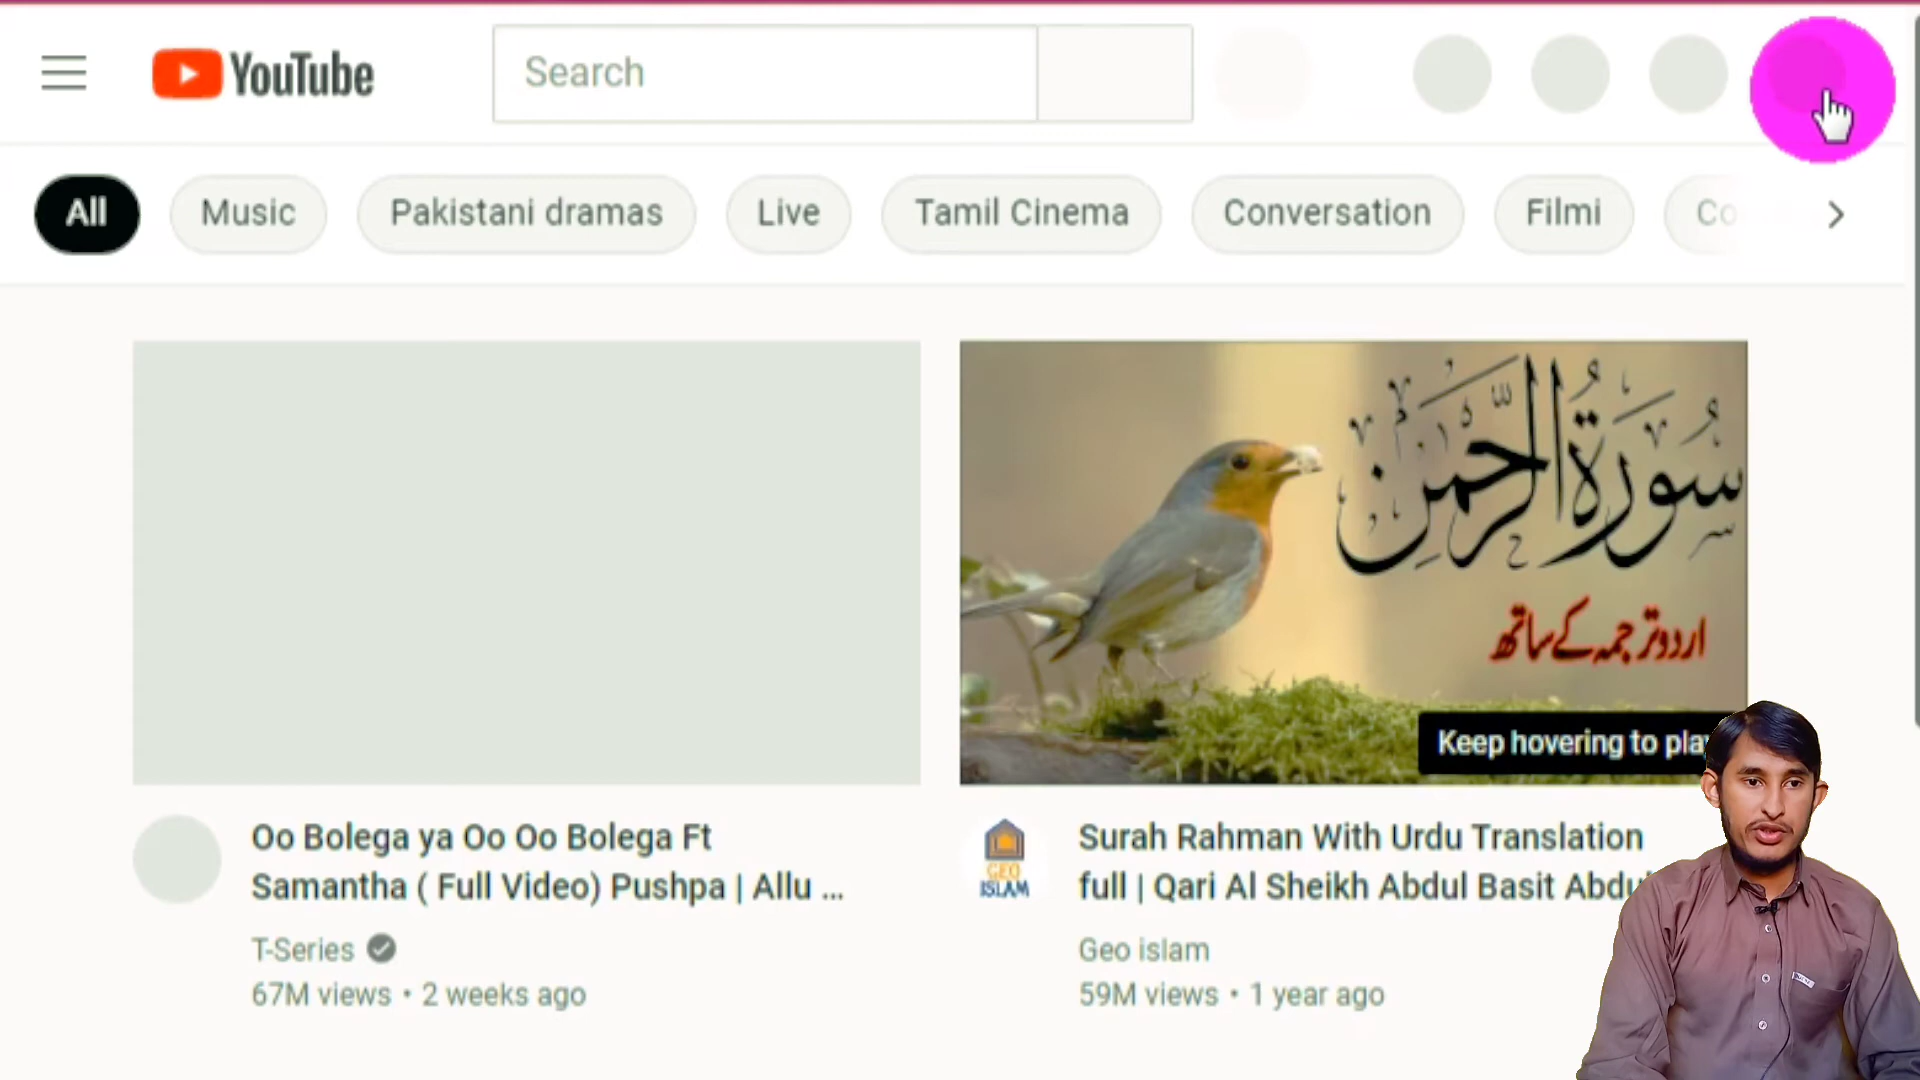 YouTube
Search
All
Music
Pakistani dramas
Live
Tamil Cinema
Conversation
Filmi
Co
سورة الرحمن
اردو ترجمہ کے ساتھ
Keep hovering to pla
Oo Bolega ya Oo Oo Bolega Ft
Samantha ( Full Video) Pushpa | Allu ...
T-Series
67M views • 2 weeks ago
GEO
ISLAM
Surah Rahman With Urdu Translation
full | Qari Al Sheikh Abdul Basit Abdu
Geo islam
59M views • 1 year ago